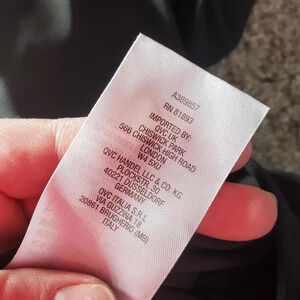 A389857
RN 81893
IMPORTED BY:
QVC UK
CHISWICK PARK
566 CHISWICK HIGH ROAD
LONDON
W4 5XU
QVC HANDEL LLC & CO. KG
PLOCKSTR. 30
40221 DUSSELDORF
GERMANY
QVC ITALIA S.R.L.
VIA GUZZINA 18
20861 BRUGHERIO (MB)
ITALY